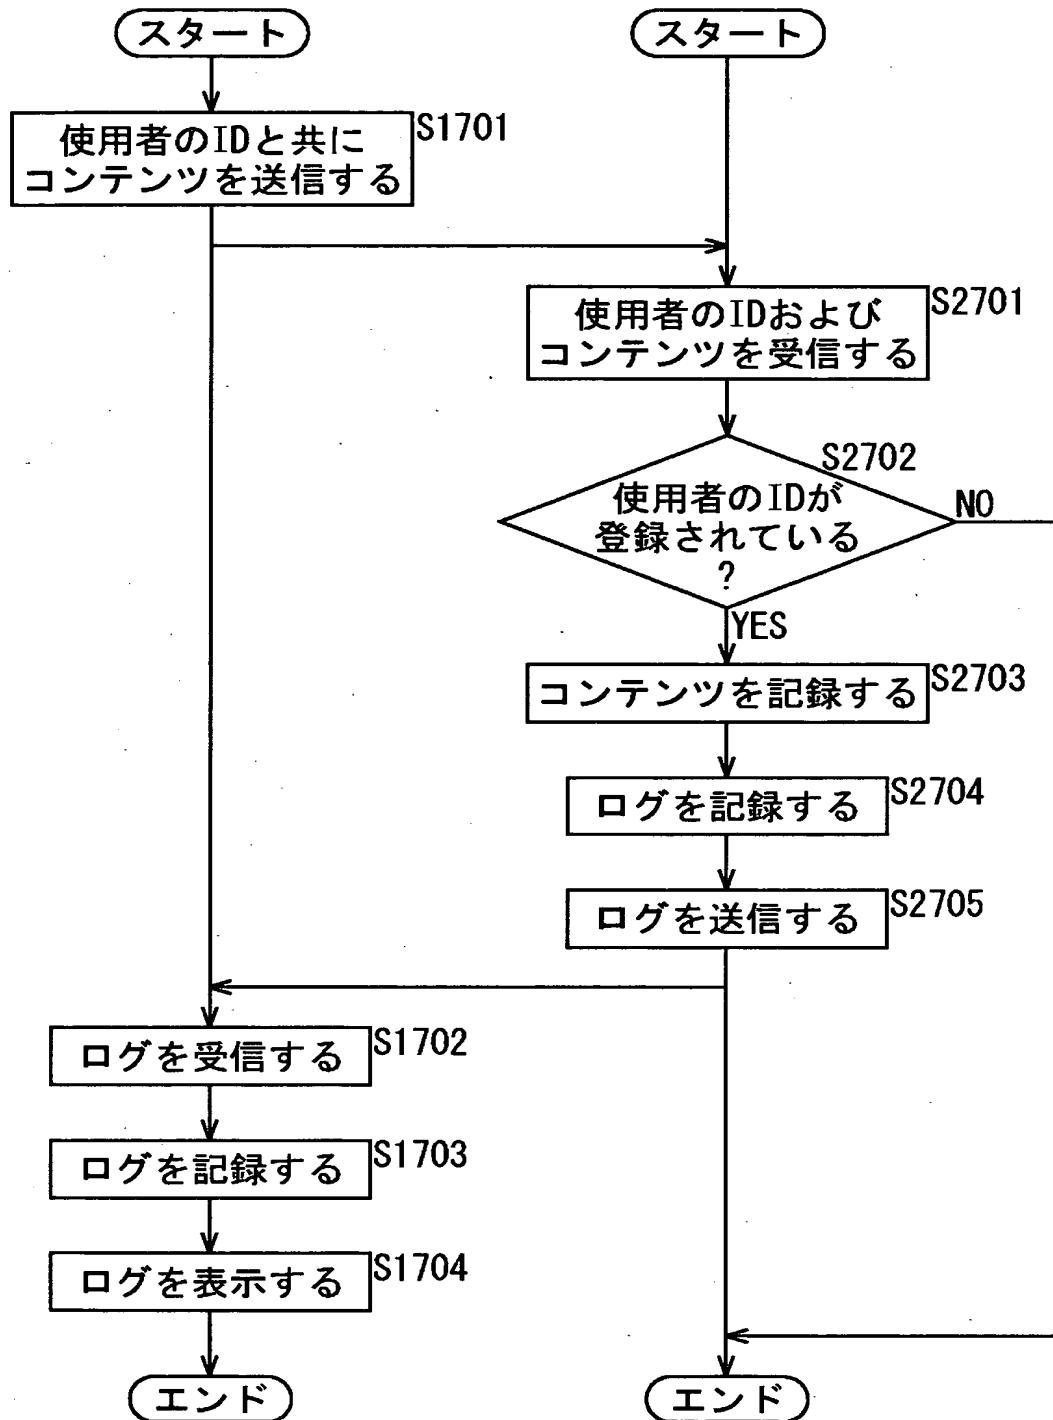 スタート
スタート
使用者のIDと共に
コンテンツを送信する
S1701
使用者のIDおよび
コンテンツを受信する
S2701
S2702
使用者のIDが
登録されている
?
NO
YES
コンテンツを記録する
S2703
ログを記録する
S2704
ログを送信する
S2705
ログを受信する
S1702
ログを記録する
S1703
ログを表示する
S1704
エンド
エンド